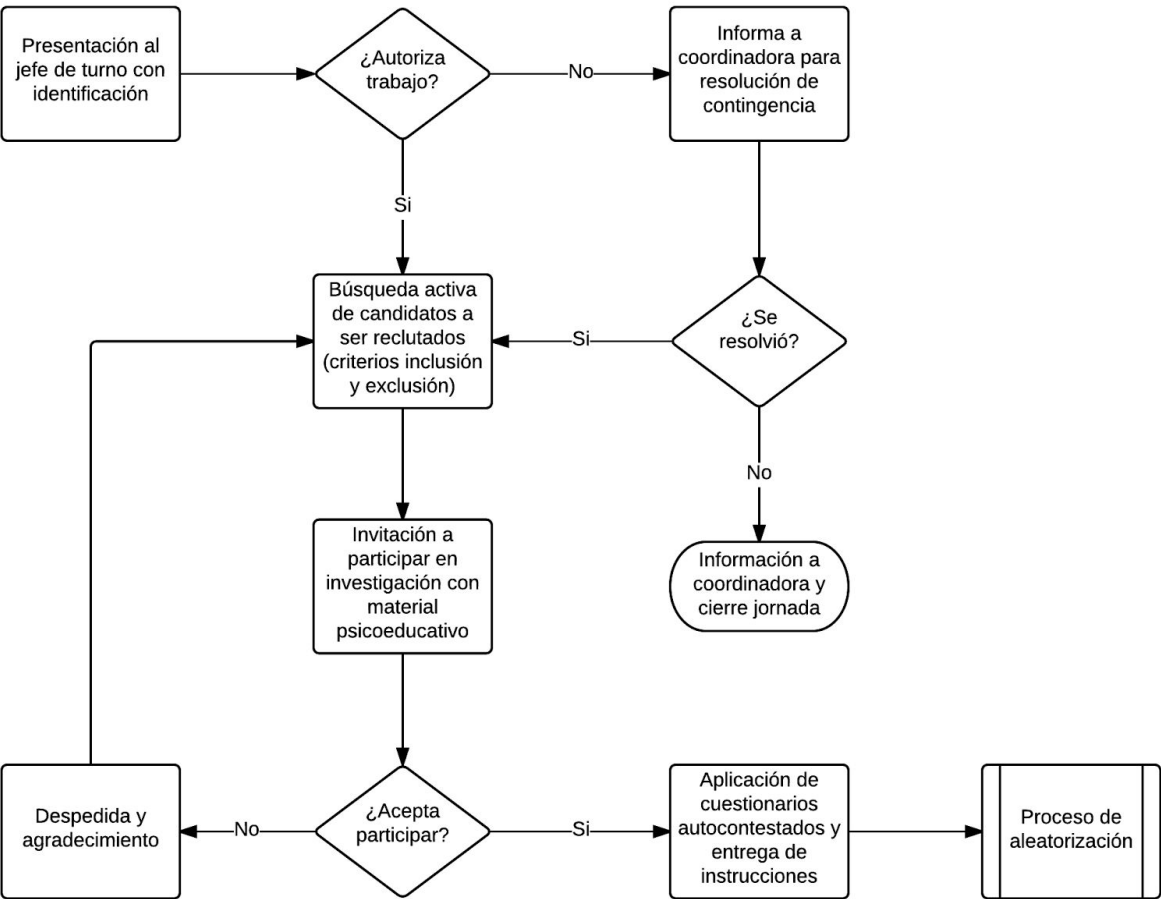 Presentación al
jefe de turno con
identificación
¿Autoriza
trabajo?
No
Informa a
coordinadora para
resolución de
contingencia
Si
Búsqueda activa
de candidatos a
ser reclutados
(criterios inclusión
y exclusión)
Si
¿Se
resolvió?
No
Invitación a
participar en
investigación con
material
psicoeducativo
Información a
coordinadora y
cierre jornada
Despedida y
agradecimiento
No
¿Acepta
participar?
Si
Aplicación de
cuestionarios
autocontestados y
entrega de
instrucciones
Proceso de
aleatorización